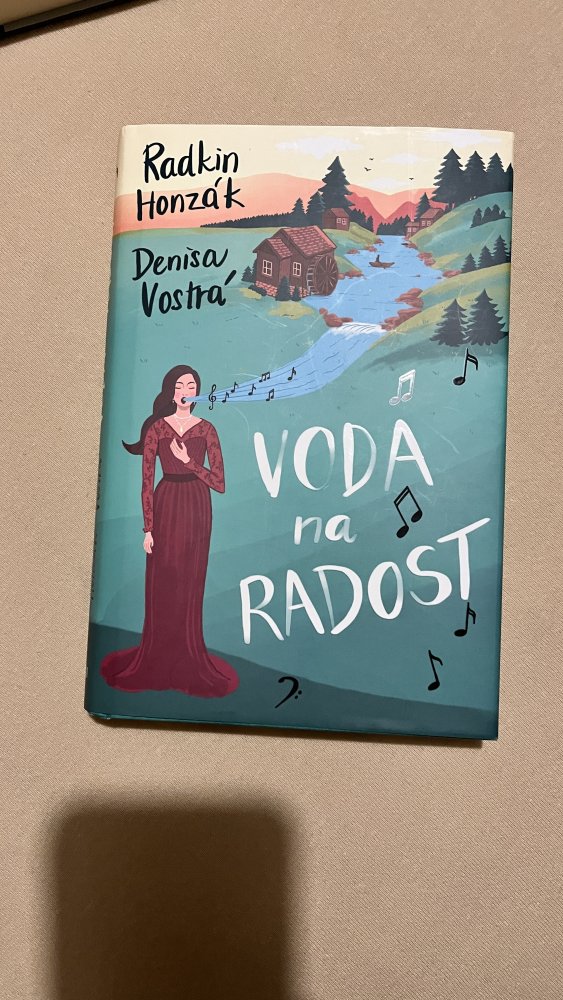 Radkin
Honzák
Denisa
Vostrá
VODA
na
RADOST